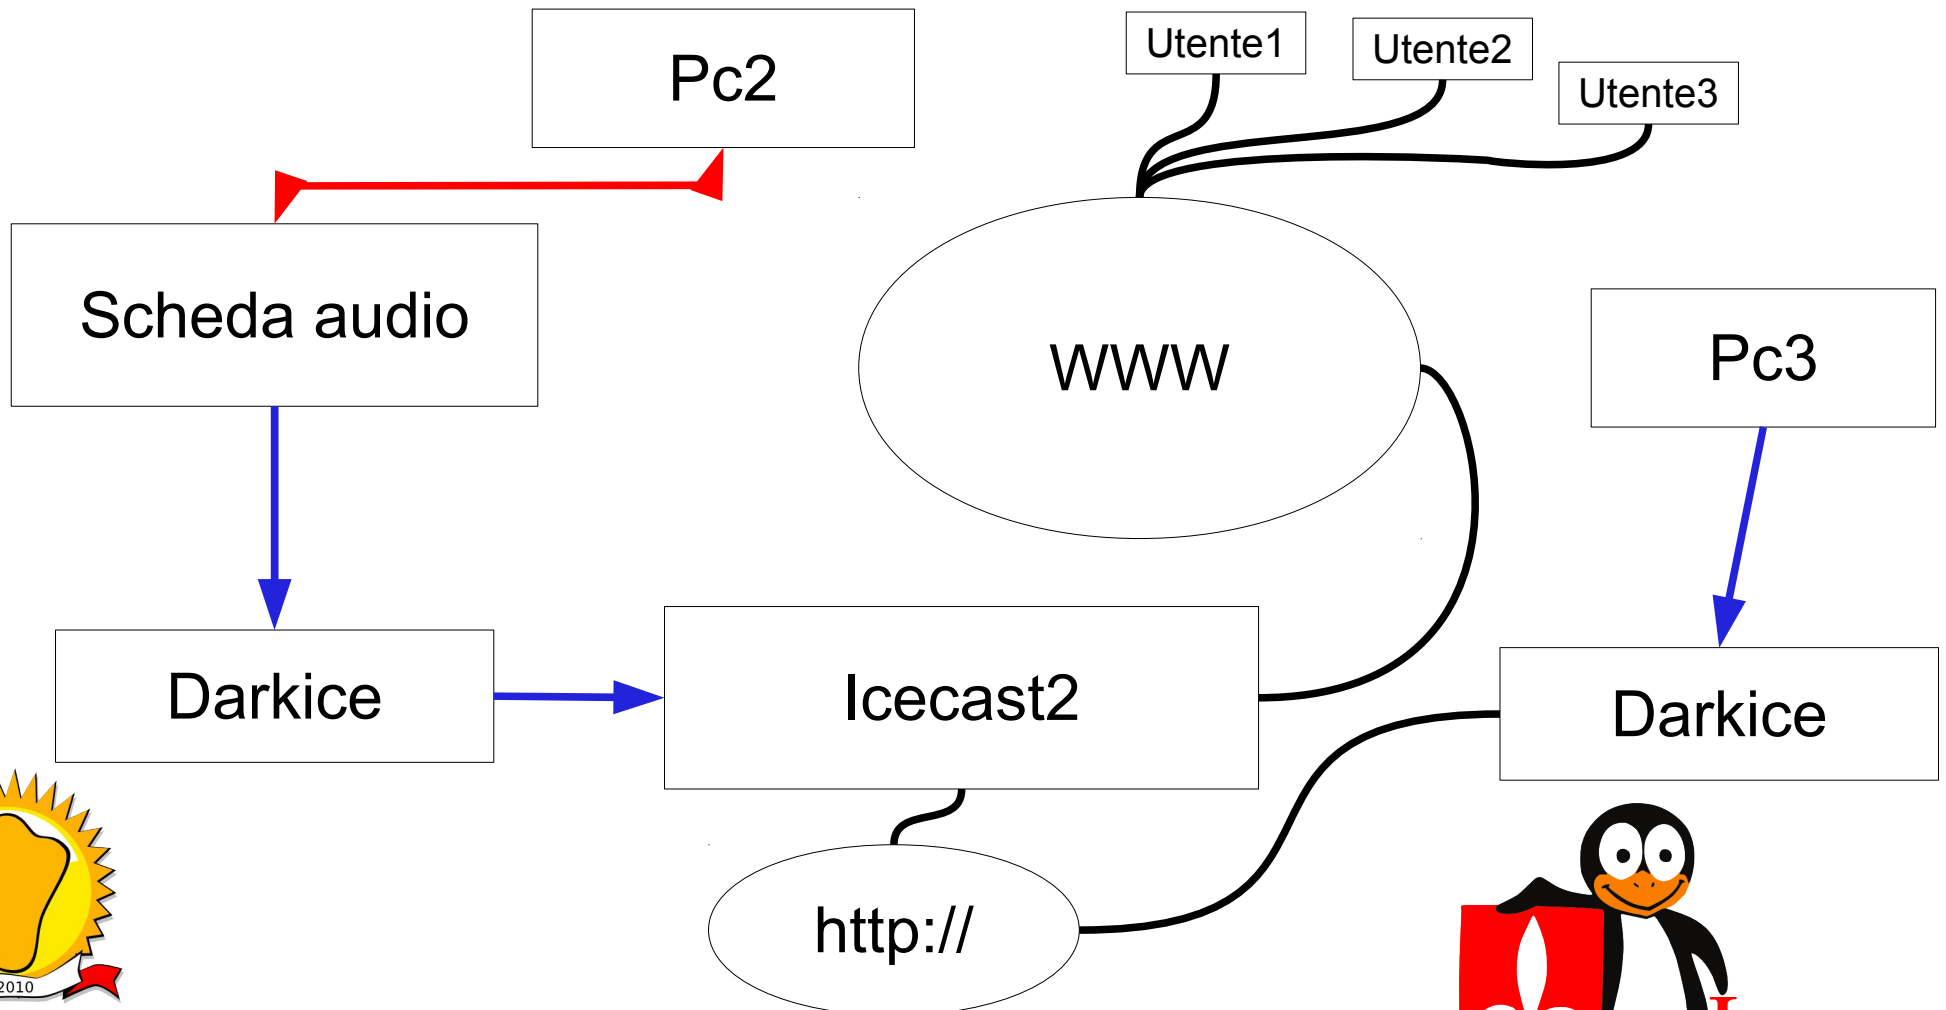 Pc2
Utente1
Utente2
Utente3
Scheda audio
WWW
Pc3
Darkice
Icecast2
Darkice
http://
2010